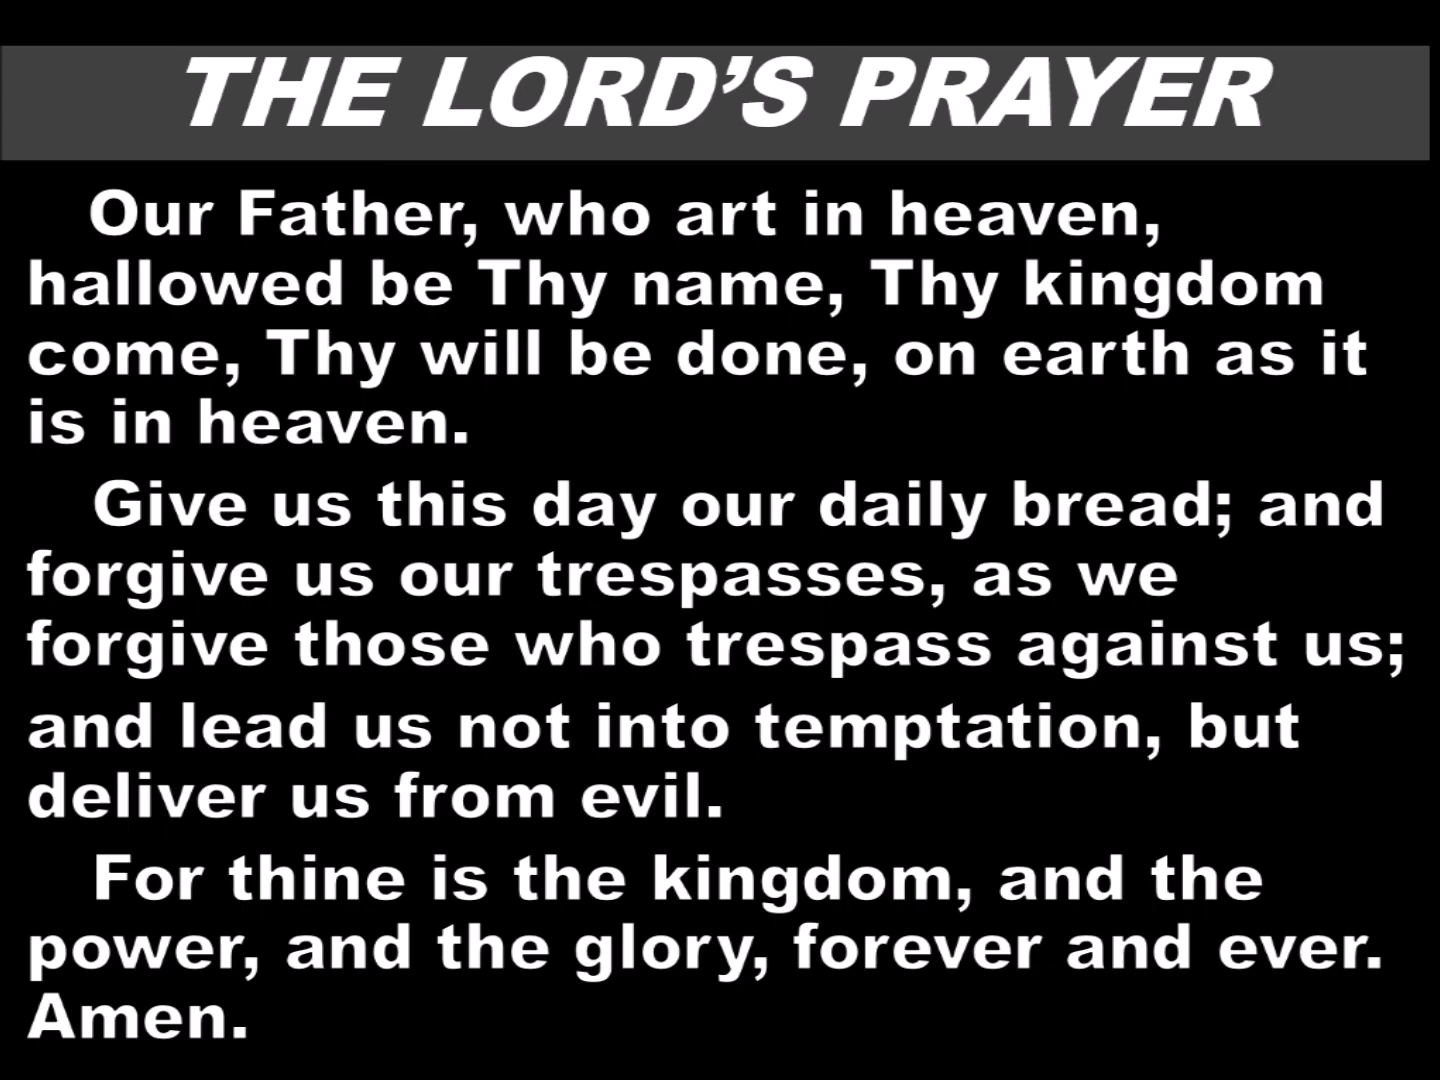 THE LORD’S PRAYER
Our Father, who art in heaven,
hallowed be Thy name, Thy kingdom
come, Thy will be done, on earth as it
is in heaven.
Give us this day our daily bread; and
forgive us our trespasses, as we
forgive those who trespass against us;
and lead us not into temptation, but
deliver us from evil.
For thine is the kingdom, and the
power, and the glory, forever and ever.
Amen.